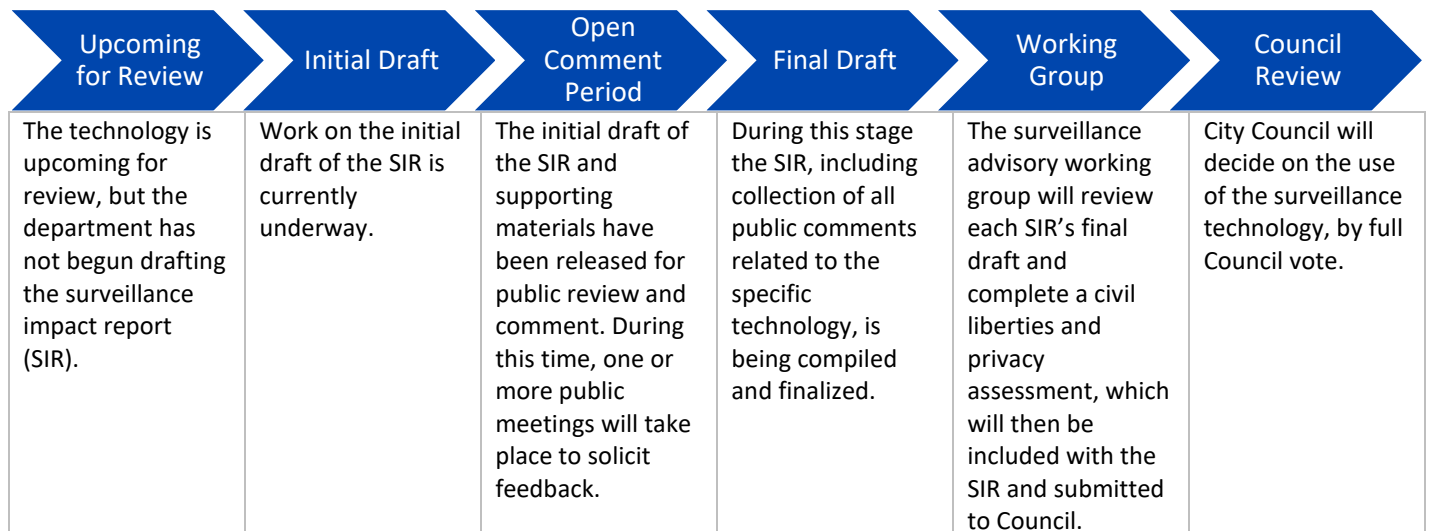 Upcoming
for Review
Initial Draft
Open
Comment
Period
Final Draft
Working
Group
Council
Review
The technology is
upcoming for
review, but the
department has
not begun drafting
the surveillance
impact report
(SIR).
Work on the initial
draft of the SIR is
currently
underway.
The initial draft of
the SIR and
supporting
materials have
been released for
public review and
comment. During
this time, one or
more public
meetings will take
place to solicit
feedback.
During this stage
the SIR, including
collection of all
public comments
related to the
specific
technology, is
being compiled
and finalized.
The surveillance
advisory working
group will review
each SIR’s final
draft and
complete a civil
liberties and
privacy
assessment, which
will then be
included with the
SIR and submitted
to Council.
City Council will
decide on the use
of the surveillance
technology, by full
Council vote.